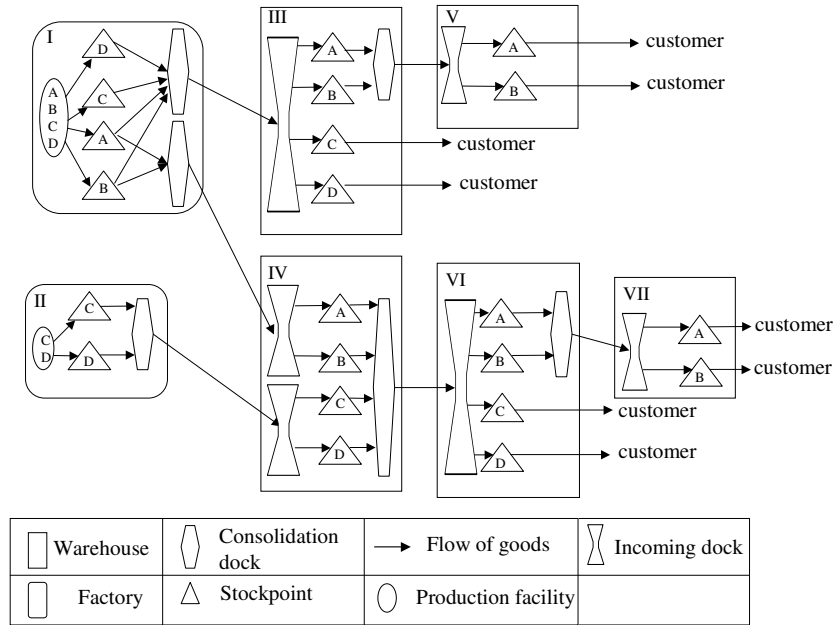 I
D
C
A
B
A
B
C
D
III
A
B
C
D
customer
customer
V
A
B
customer
customer
II
C
D
C
D
IV
A
B
C
D
VI
A
B
C
D
customer
customer
VII
A
B
customer
customer
Warehouse
Consolidation
dock
Flow of goods
Incoming dock
Factory
Stockpoint
Production facility